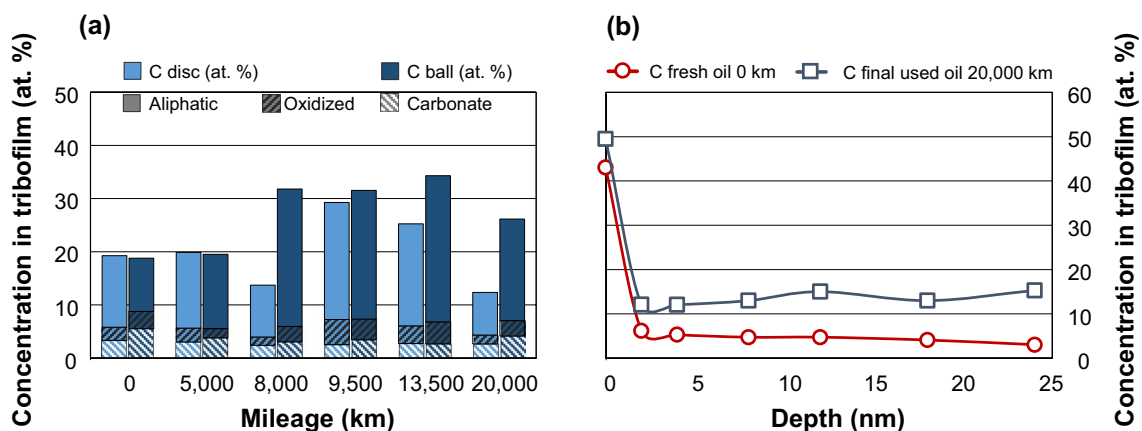 (a)
C disc (at. %) C ball (at. %)
Aliphatic Oxidized Carbonate
Concentration in tribofilm (at. %)
50
40
30
20
10
0
0 5,000 8,000 9,500 13,500 20,000
Mileage (km)
(b)
C fresh oil 0 km C final used oil 20,000 km
60
50
40
30
20
10
0
Concentration in tribofilm (at. %)
0 5 10 15 20 25
Depth (nm)